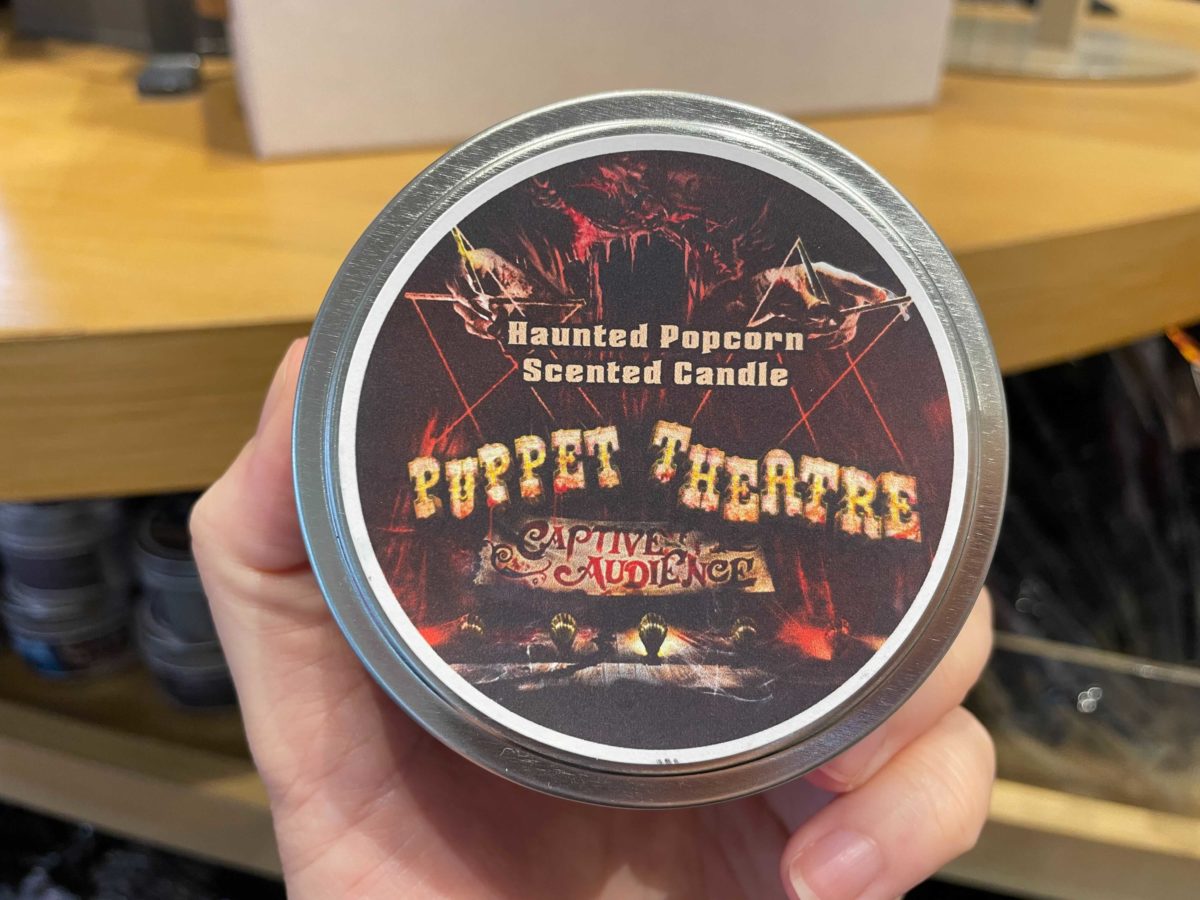 Haunted Popcorn
Scented Candle
PUPPET THEATRE
CAPTIVE
AUDIENCE